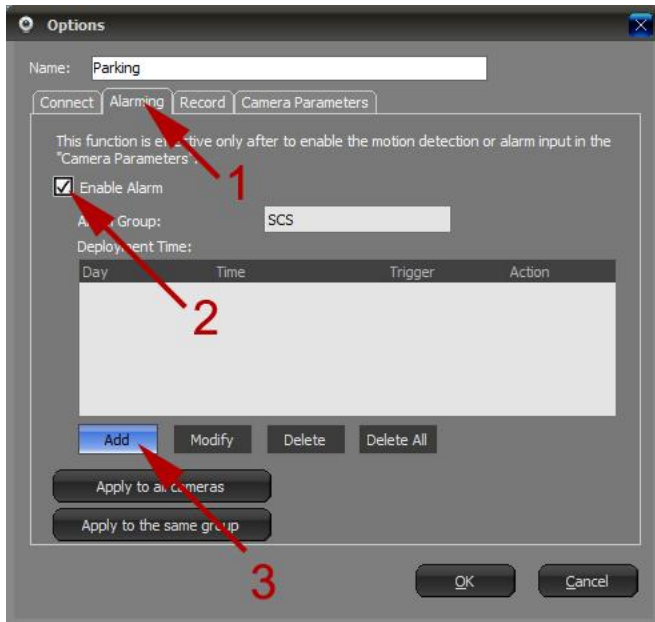 Options
Name: Parking
Connect Alarming Record Camera Parameters
This function is effective only after to enable the motion detection or alarm input in the
"Camera Parameters".
1
Enable Alarm
Group: SCS
Deployment Time:
Day Time Trigger Action
2
Add Modify Delete Delete All
Apply to all cameras
Apply to the same group
3
OK Cancel